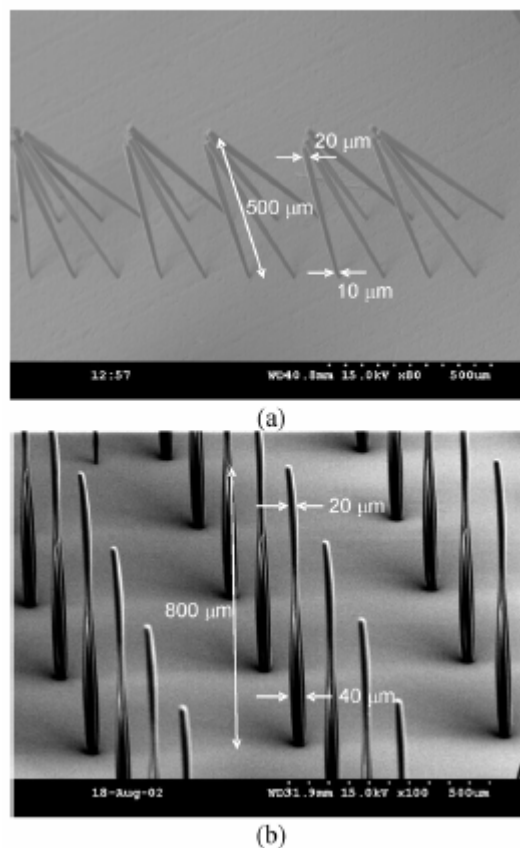 20 μm
500 μm
10 μm
12:57 WD40.8mm 15.0kV x80 500um
(a)
20 μm
800 μm
40 μm
18-Aug-02 WD31.9mm 15.0kV x100 500um
(b)